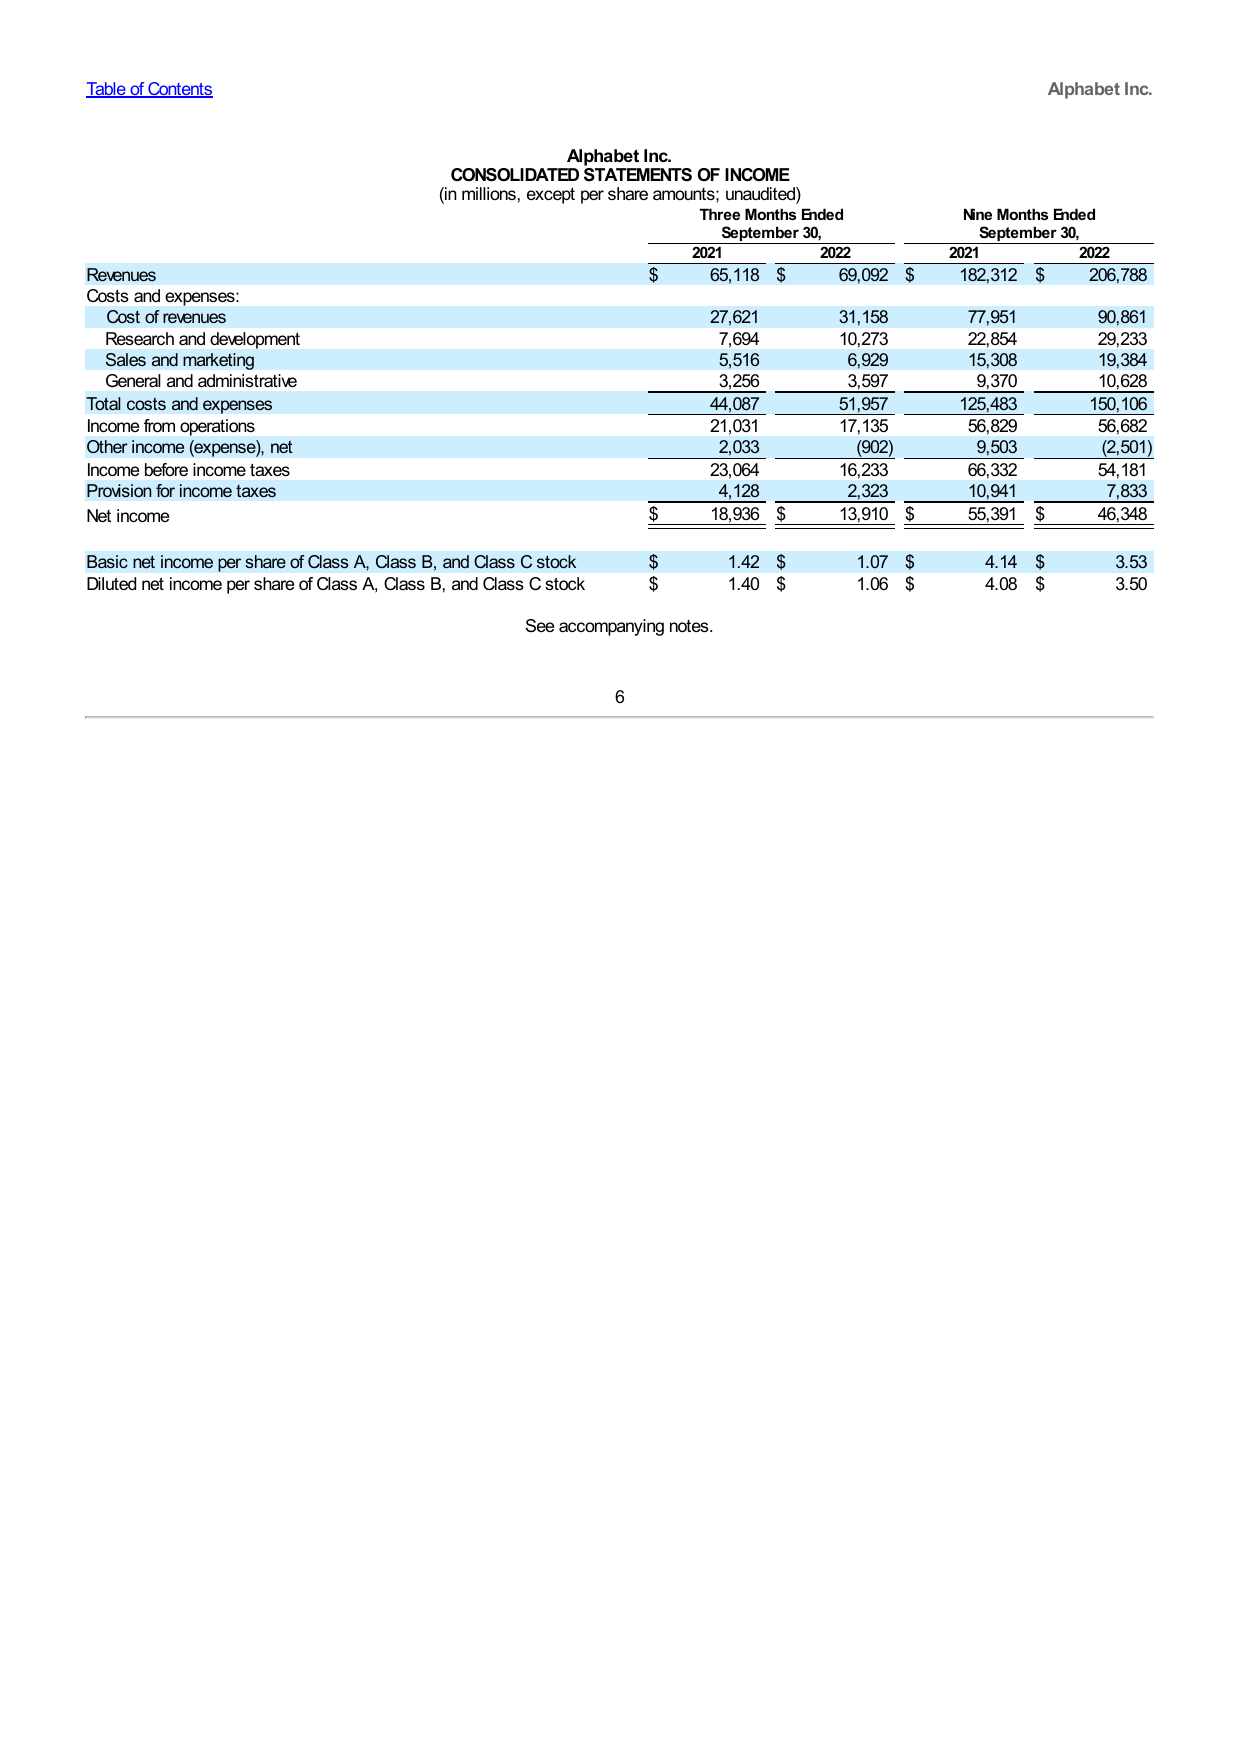 Table of Contents Alphabet Inc.
Alphabet Inc.
CONSOLIDATED STATEMENTS OF INCOME
(in millions, except per share amounts; unaudited)
Three Months Ended Nine Months Ended
September 30, September 30,
2021 2022 2021 2022
Revenues $ 65,118 $ 69,092 $ 182,312 $ 206,788
Costs and expenses:
Cost of revenues 27,621 31,158 77,951 90,861
Research and development 7,694 10,273 22,854 29,233
Sales and marketing 5,516 6,929 15,308 19,384
General and administrative 3,256 3,597 9,370 10,628
Total costs and expenses 44,087 51,957 125,483 150,106
Income from operations 21,031 17,135 56,829 56,682
Other income (expense), net 2,033 (902) 9,503 (2,501)
Income before income taxes 23,064 16,233 66,332 54,181
Provision for income taxes 4,128 2,323 10,941 7,833
Net income $ 18,936 $ 13,910 $ 55,391 $ 46,348
Basic net income per share of Class A, Class B, and Class C stock $ 1.42 $ 1.07 $ 4.14 $ 3.53
Diluted net income per share of Class A, Class B, and Class C stock $ 1.40 $ 1.06 $ 4.08 $ 3.50
See accompanying notes.
6